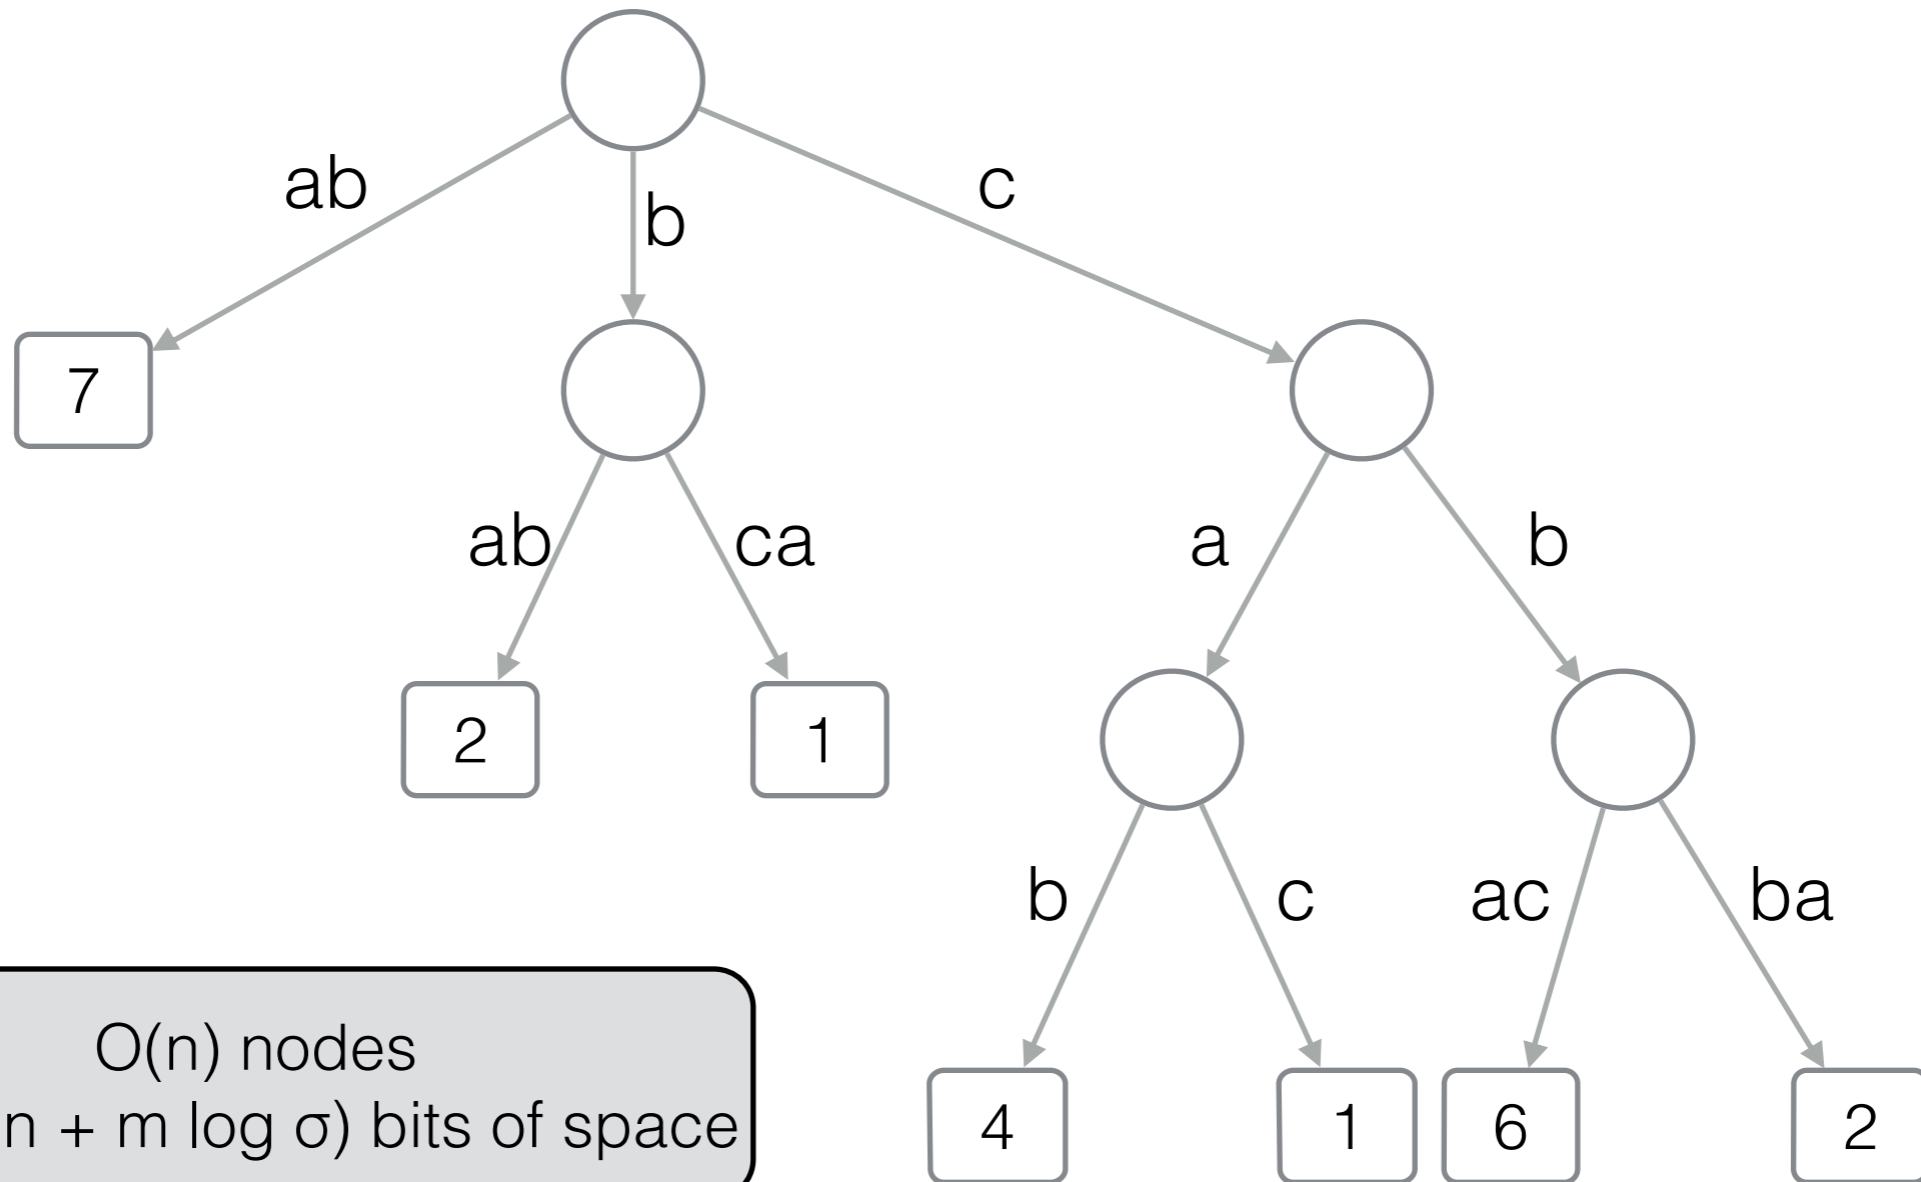 ab
b
c
7
ab
ca
a
b
2
1
b
c
ac
ba
O(n) nodes
n + m log σ) bits of space
4
1
6
2